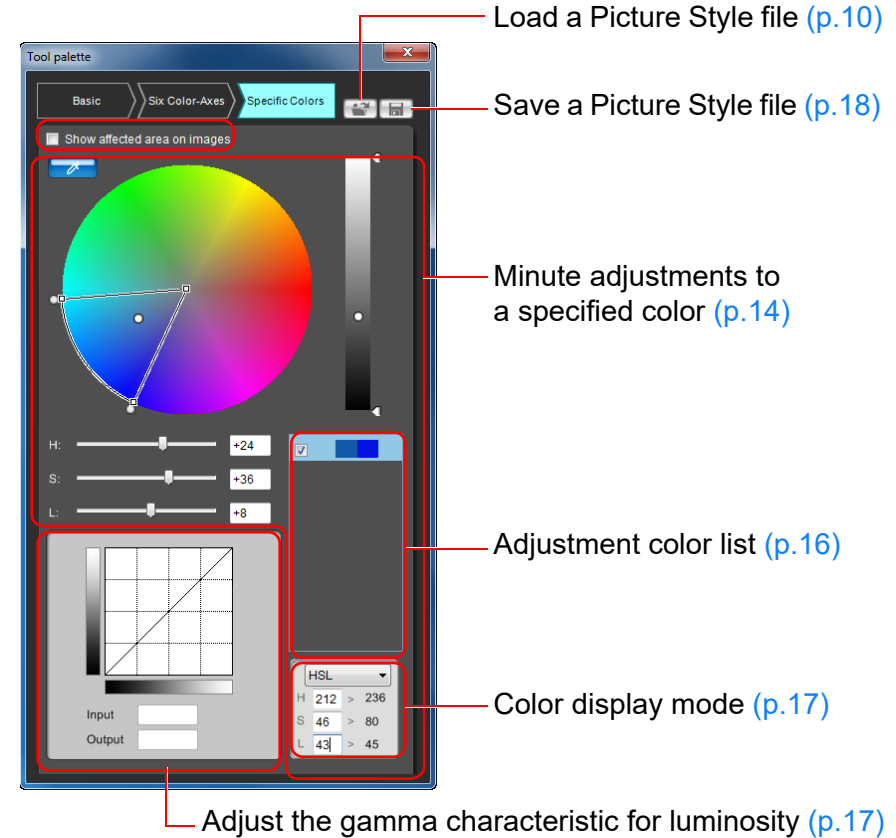 Load a Picture Style file (p.10)
Tool palette
Basic
Six Color-Axes
Specific Colors
Save a Picture Style file (p.18)
Show affected area on images
Minute adjustments to
a specified color (p.14)
H: +24
S: +36
L: +8
Adjustment color list (p.16)
HSL
H 212 > 236
S 46 > 80
L 43 > 45
Color display mode (p.17)
Input
Output
Adjust the gamma characteristic for luminosity (p.17)